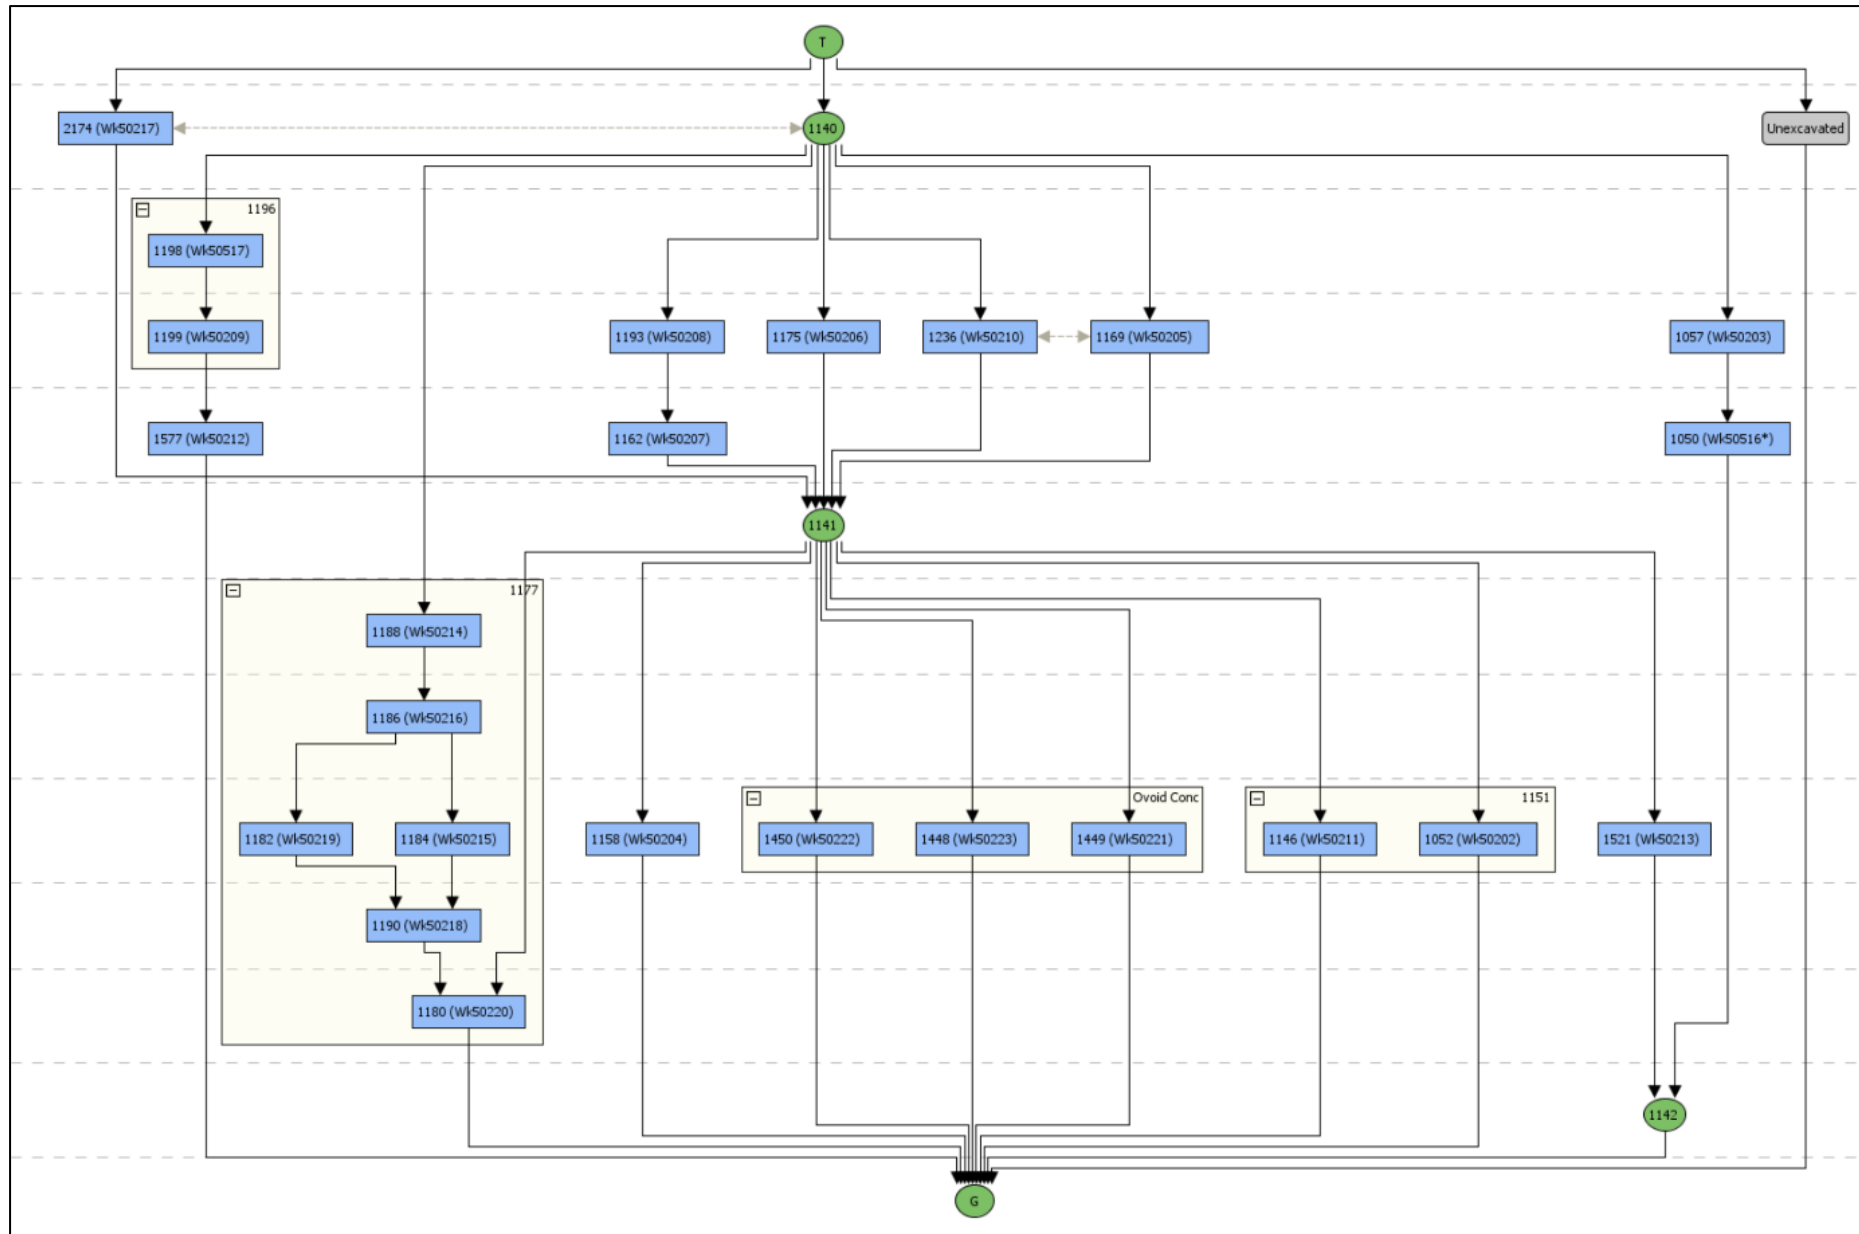 T
2174 (Wk50217)
1140
Unexcavated
1196
1198 (Wk50517)
1199 (Wk50209)
1193 (Wk50208)
1175 (Wk50206)
1236 (Wk50210)
1169 (Wk50205)
1057 (Wk50203)
1577 (Wk50212)
1162 (Wk50207)
1050 (Wk50516*)
1141
1177
1188 (Wk50214)
1186 (Wk50216)
Ovoid Conc
1151
1182 (Wk50219)
1184 (Wk50215)
1158 (Wk50204)
1450 (Wk50222)
1448 (Wk50223)
1449 (Wk50221)
1146 (Wk50211)
1052 (Wk50202)
1521 (Wk50213)
1190 (Wk50218)
1180 (Wk50220)
1142
G